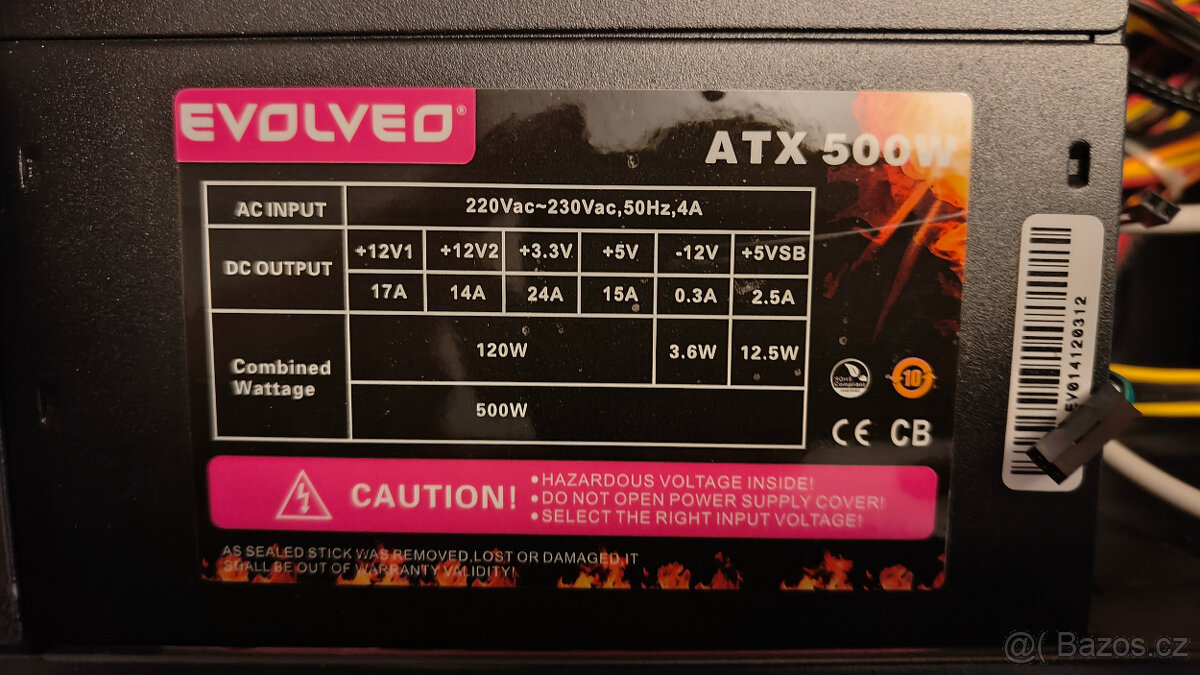 EVOLVEO®
ATX 500W
AC INPUT 220Vac~230Vac,50Hz,4A
DC OUTPUT +12V1 +12V2 +3.3V +5V -12V +5VSB
17A 14A 24A 15A 0.3A 2.5A
Combined Wattage 120W 3.6W 12.5W
500W
ROHS
Compliant
10
CE CB
CAUTION!
•HAZARDOUS VOLTAGE INSIDE!
•DO NOT OPEN POWER SUPPLY COVER!
•SELECT THE RIGHT INPUT VOLTAGE!
AS SEALED STICK WAS REMOVED,LOST OR DAMAGED,IT
SHALL BE OUT OF WARRANTY VALIDITY!
EV014120312
@( Bazos.cz